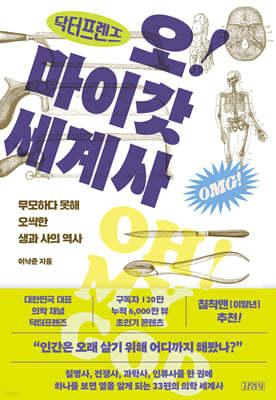 닥터프렌즈
오!
마이갓
세계사
OMG!
무모하다 못해
오싹한
생과 사의 역사
이낙준 지음
OH!
MY
GOD
대한민국 대표
의학 채널
닥터프렌즈
구독자 120만
누적 6,000만 뷰
초인기 콘텐츠
침착맨 [이말년]
추천!
“인간은 오래 살기 위해 어디까지 해봤나?”
질병사, 전쟁사, 과학사, 인류사를 한 권에
하나를 보면 열을 알게 되는 33편의 의학 세계사
김영사